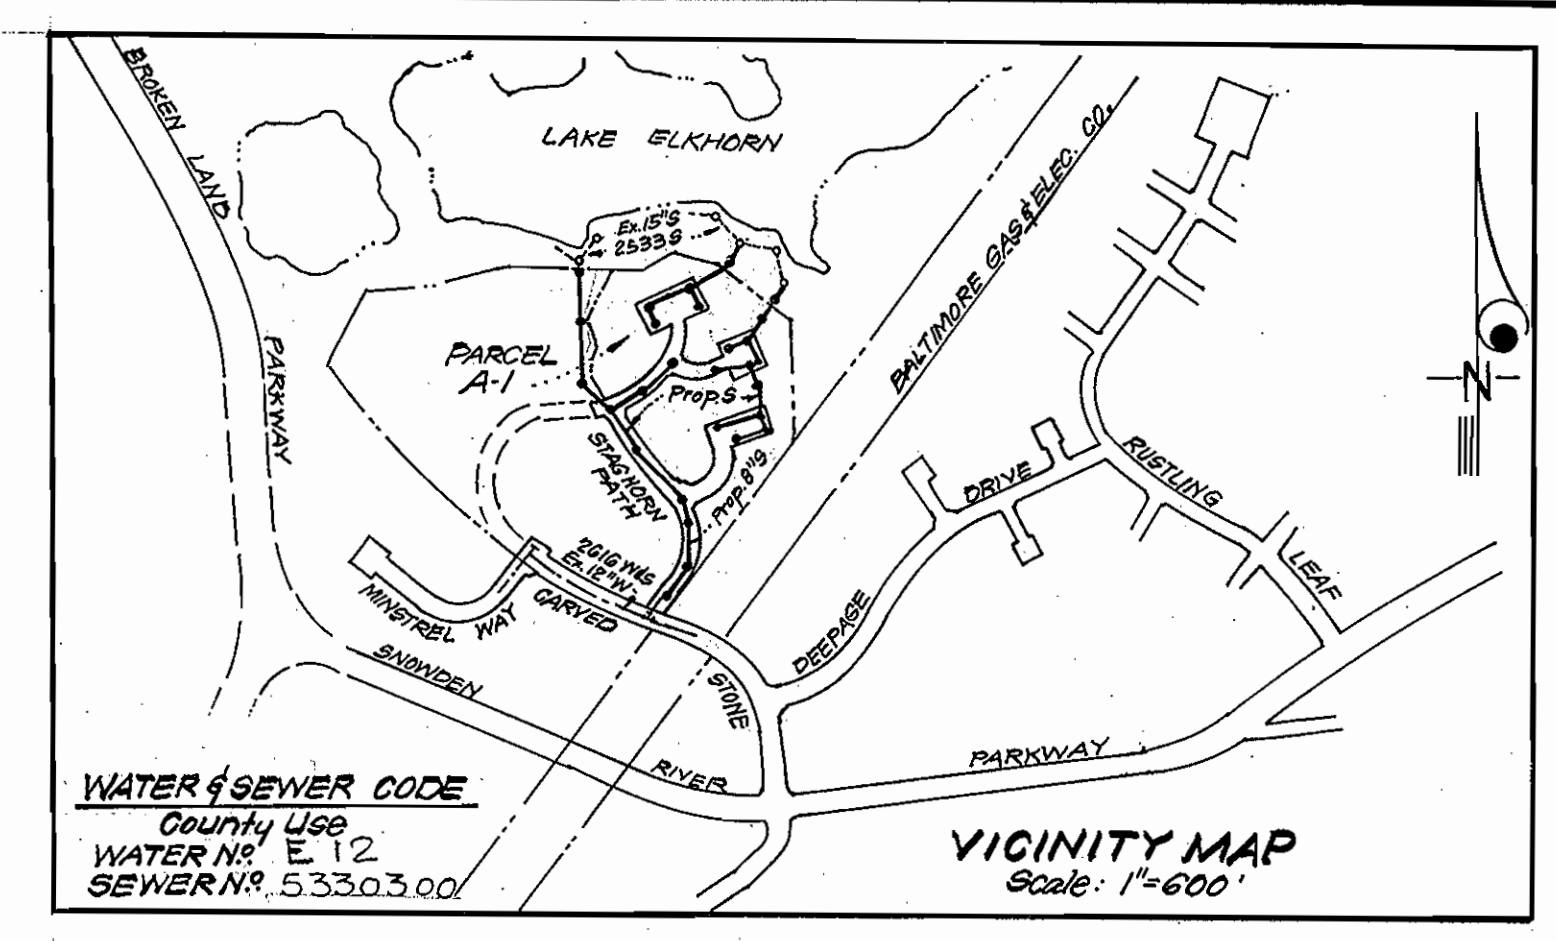 BROKEN LAND PARKWAY
LAKE ELKHORN
Ex. 15"S
2533S
BALTIMORE GAS & ELEC. CO.
PARCEL
A-1
Prop.S
STAGHORN
PATH
Prop. 8"S
2616 W&S
Ex. 12"W
MINSTREL WAY
CARVED STONE
SNOWDEN RIVER PARKWAY
DEEPAGE DRIVE
RUSTLING LEAF
N
WATER & SEWER CODE
County Use
WATER No. E 12
SEWER No. 5330300
VICINITY MAP
Scale: 1"=600'